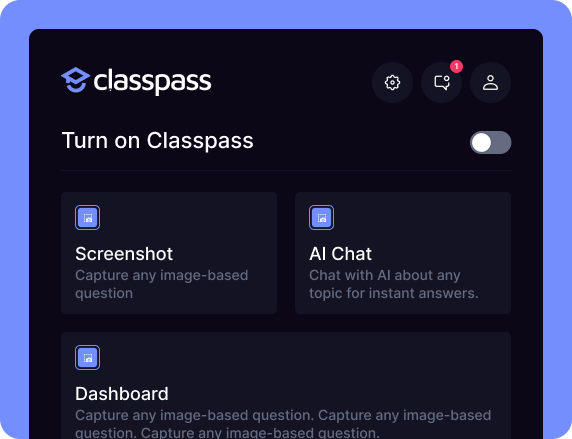 classpass
1
Turn on Classpass
Screenshot
Capture any image-based
question
AI Chat
Chat with AI about any
topic for instant answers.
Dashboard
Capture any image-based question. Capture any image-based
question. Capture any image-based question.